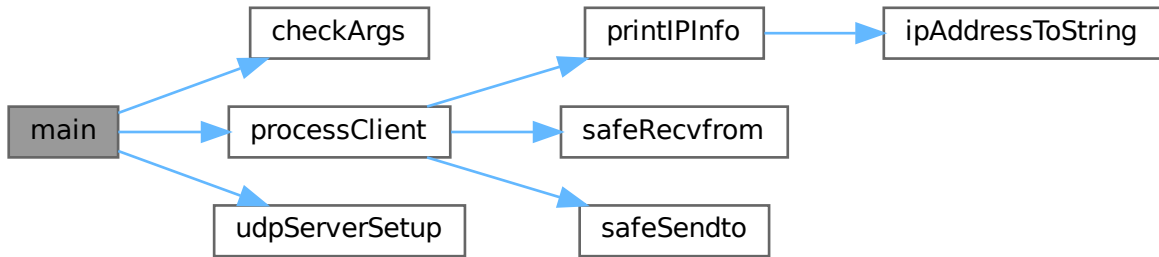 checkArgs
printIPInfo
ipAddressToString
main
processClient
safeRecvfrom
udpServerSetup
safeSendto